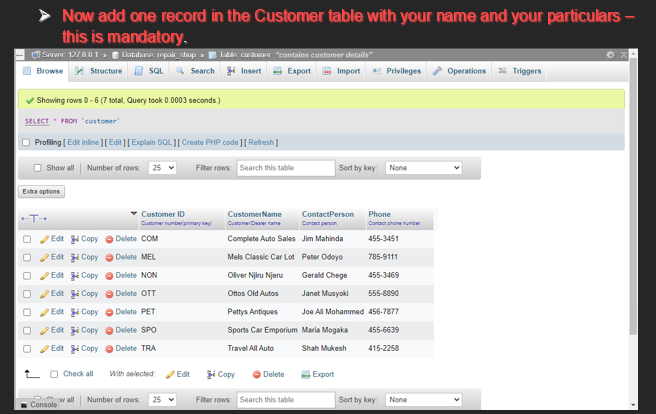 Now add one record in the Customer table with your name and your particulars –
this is mandatory.
Server: 127.0.0.1 » Database: repair_shop » Table: customer "contains customer details"
Browse Structure SQL Search Insert Export Import Privileges Operations Triggers
Showing rows 0 - 6 (7 total, Query took 0.0003 seconds.)
SELECT * FROM `customer`
Profiling [ Edit inline ] [ Edit ] [ Explain SQL ] [ Create PHP code ] [ Refresh ]
Show all Number of rows: 25 Filter rows: Search this table Sort by key: None
Extra options
Customer ID CustomerName ContactPerson Phone
Customer number(primary key) Customer/Dealer name Contact person Contact phone number
Edit Copy Delete COM Complete Auto Sales Jim Mahinda 455-3451
Edit Copy Delete MEL Mels Classic Car Lot Peter Odoyo 785-9111
Edit Copy Delete NON Oliver Njiru Njeru Gerald Chege 455-3469
Edit Copy Delete OTT Ottos Old Autos Janet Musyoki 555-8890
Edit Copy Delete PET Pettys Antiques Joe Ali Mohammed 456-7877
Edit Copy Delete SPO Sports Car Emporium Maria Mogaka 455-6639
Edit Copy Delete TRA Travel All Auto Shah Mukesh 415-2258
Check all With selected: Edit Copy Delete Export
Show all Number of rows: 25 Filter rows: Search this table Sort by key: None
Console